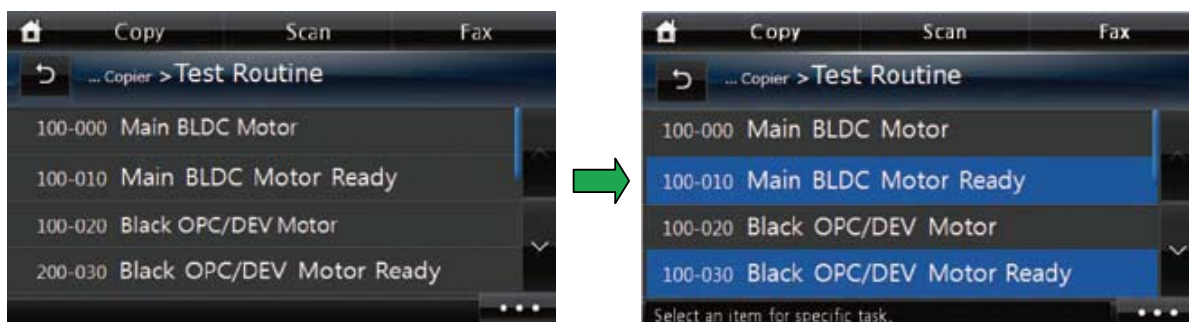 Copy Scan Fax
... Copier > Test Routine
100-000 Main BLDC Motor
100-010 Main BLDC Motor Ready
100-020 Black OPC/DEV Motor
200-030 Black OPC/DEV Motor Ready
Copy Scan Fax
... Copier > Test Routine
100-000 Main BLDC Motor
100-010 Main BLDC Motor Ready
100-020 Black OPC/DEV Motor
100-030 Black OPC/DEV Motor Ready
Select an item for specific task.